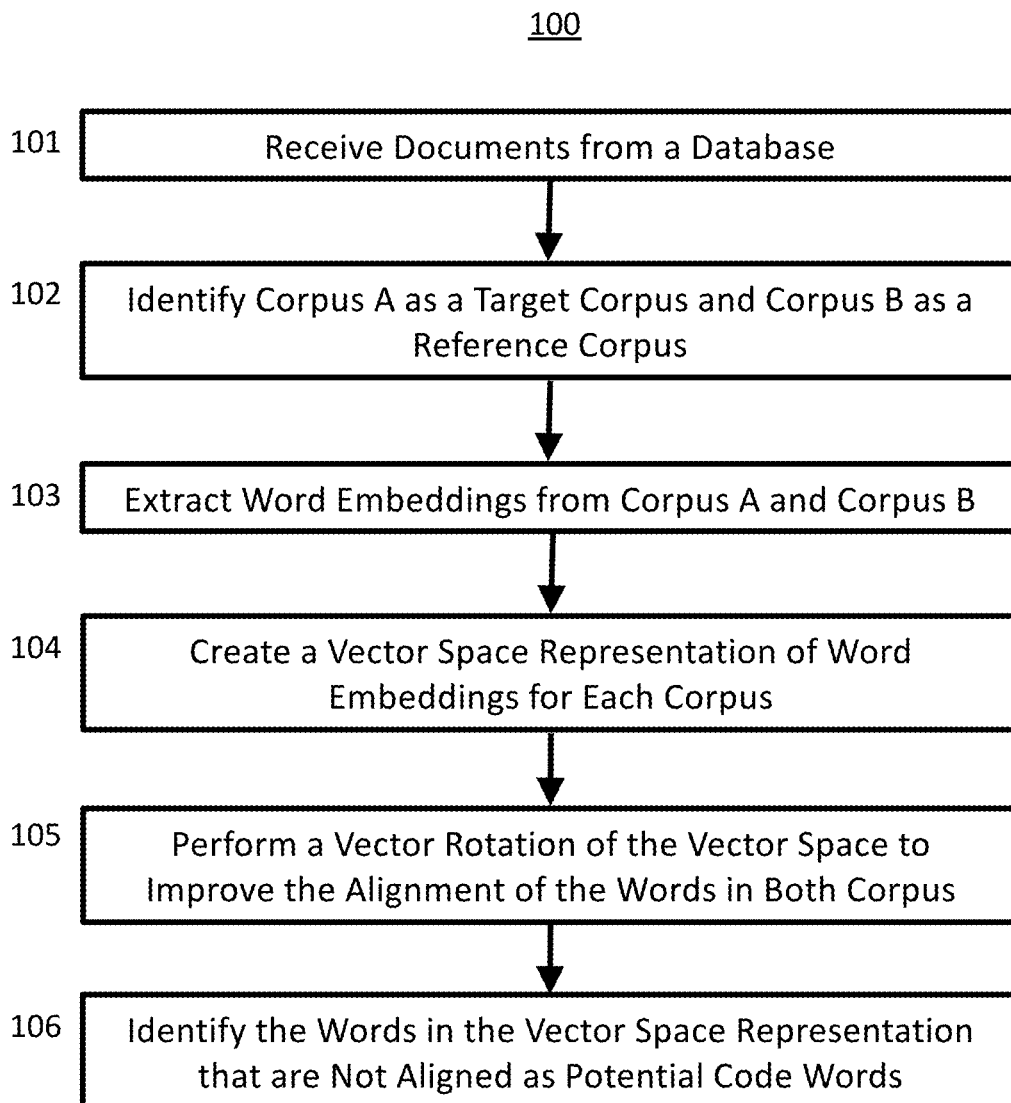 100
101
Receive Documents from a Database
102
Identify Corpus A as a Target Corpus and Corpus B as a
Reference Corpus
103
Extract Word Embeddings from Corpus A and Corpus B
104
Create a Vector Space Representation of Word
Embeddings for Each Corpus
105
Perform a Vector Rotation of the Vector Space to
Improve the Alignment of the Words in Both Corpus
106
Identify the Words in the Vector Space Representation
that are Not Aligned as Potential Code Words